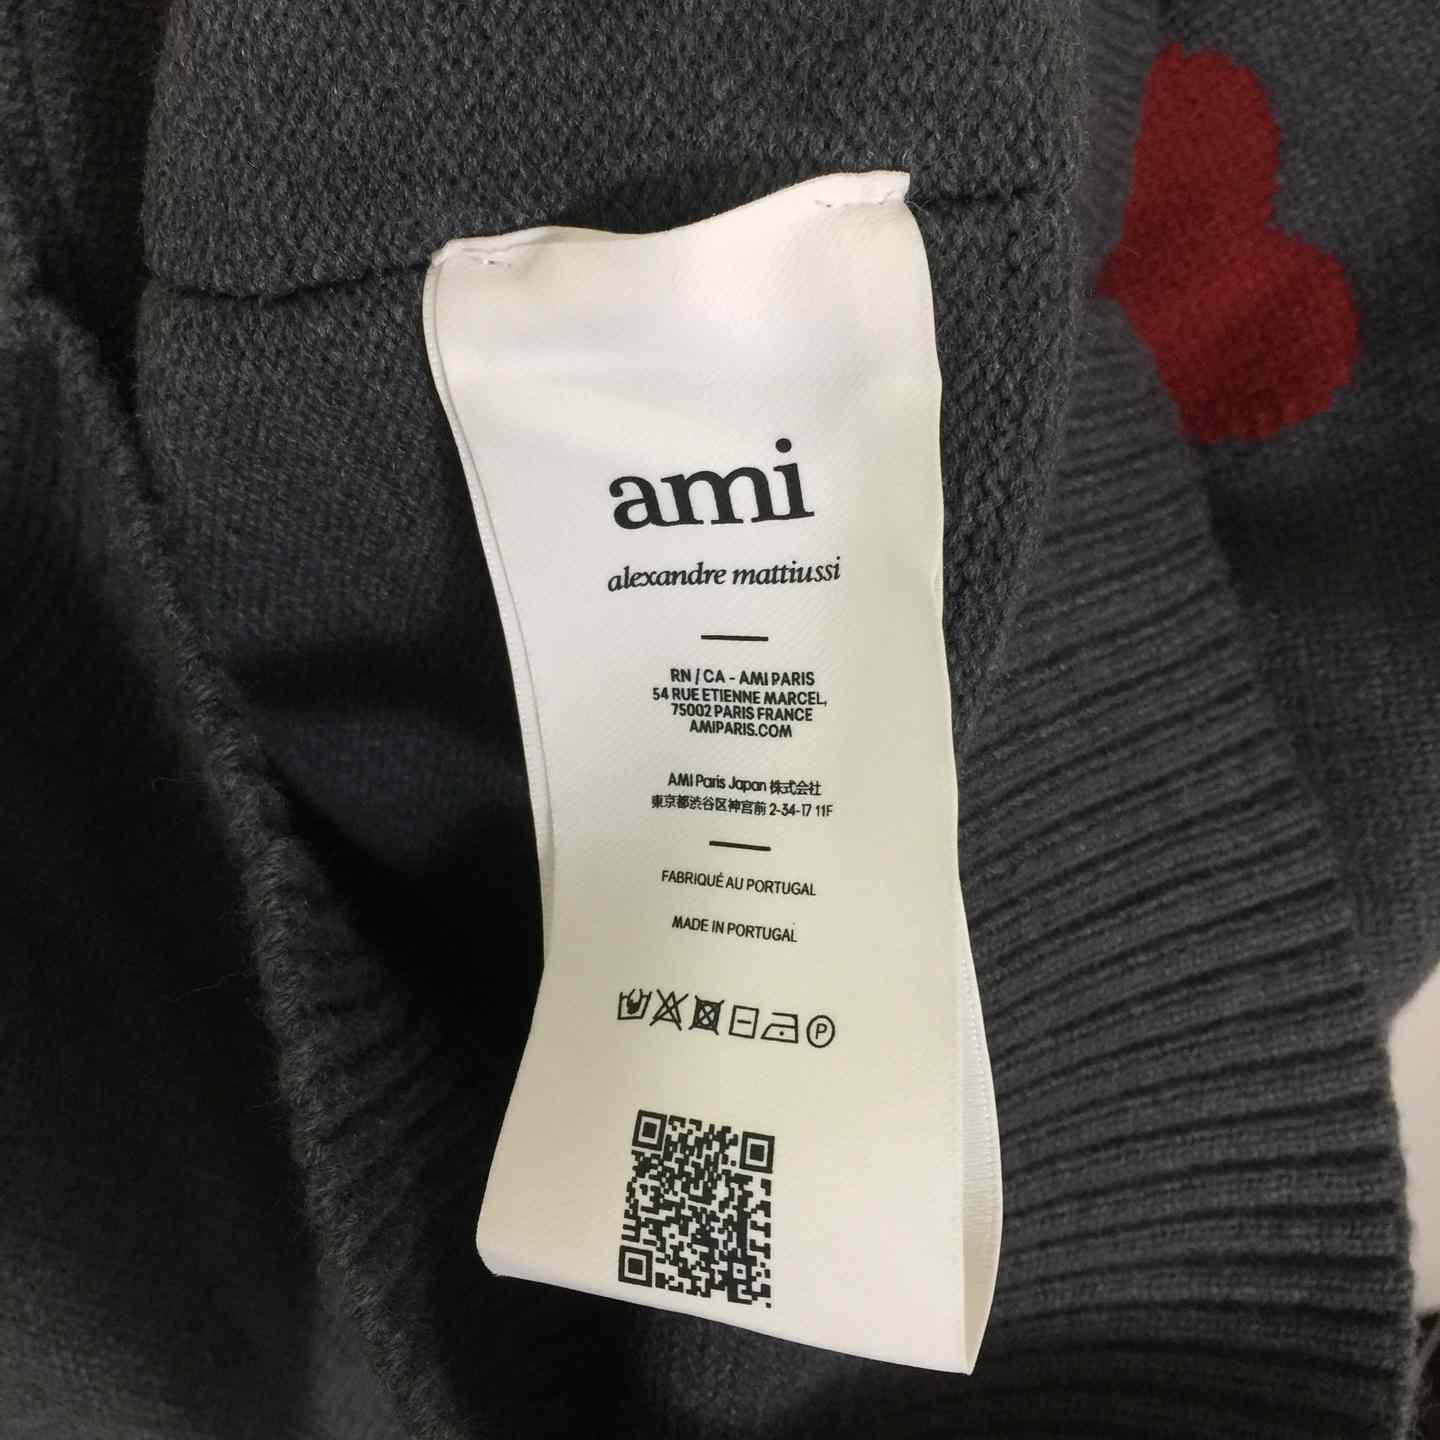 ami
alexandre mattiussi
RN / CA - AMI PARIS
54 RUE ETIENNE MARCEL,
75002 PARIS FRANCE
AMIPARIS.COM
AMI Paris Japan 株式会社
東京都渋谷区神宮前 2-34-17 11F
FABRIQUÉ AU PORTUGAL
MADE IN PORTUGAL
P